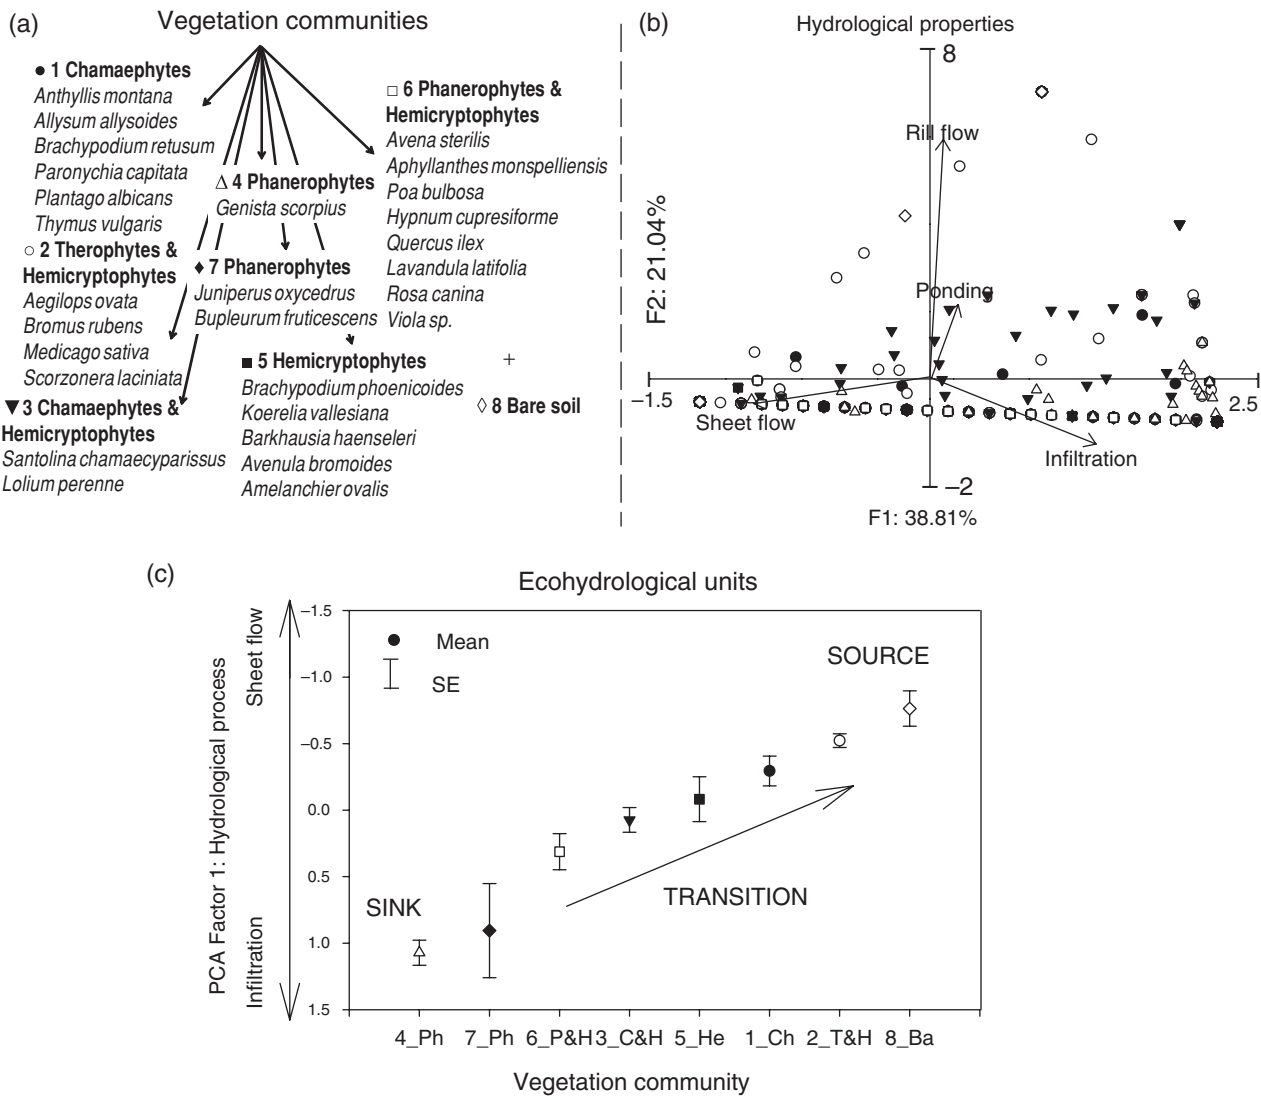 (a)
Vegetation communities
● 1 Chamaephytes
Anthyllis montana
Allysum allysoides
Brachypodium retusum
Paronychia capitata
Plantago albicans
Thymus vulgaris
○ 2 Therophytes &
Hemicryptophytes
Aegilops ovata
Bromus rubens
Medicago sativa
Scorzonera laciniata
▼ 3 Chamaephytes &
Hemicryptophytes
Santolina chamaecyparissus
Lolium perenne
△ 4 Phanerophytes
Genista scorpius
♦ 7 Phanerophytes
Juniperus oxycedrus
Bupleurum fruticescens
■ 5 Hemicryptophytes
Brachypodium phoenicoides
Koerelia vallesiana
Barkhausia haenseleri
Avenula bromoides
Amelanchier ovalis
□ 6 Phanerophytes &
Hemicryptophytes
Avena sterilis
Aphyllanthes monspelliensis
Poa bulbosa
Hypnum cupresiforme
Quercus ilex
Lavandula latifolia
Rosa canina
Viola sp.
+
◊ 8 Bare soil
(b)
Hydrological properties
8
Rill flow
F2: 21.04%
Ponding
−1.5
2.5
Sheet flow
Infiltration
−2
F1: 38.81%
(c)
Ecohydrological units
PCA Factor 1: Hydrological process
Sheet flow
Infiltration
−1.5
−1.0
−0.5
0.0
0.5
1.0
1.5
Mean
SE
SOURCE
TRANSITION
SINK
4_Ph
7_Ph
6_P&H
3_C&H
5_He
1_Ch
2_T&H
8_Ba
Vegetation community